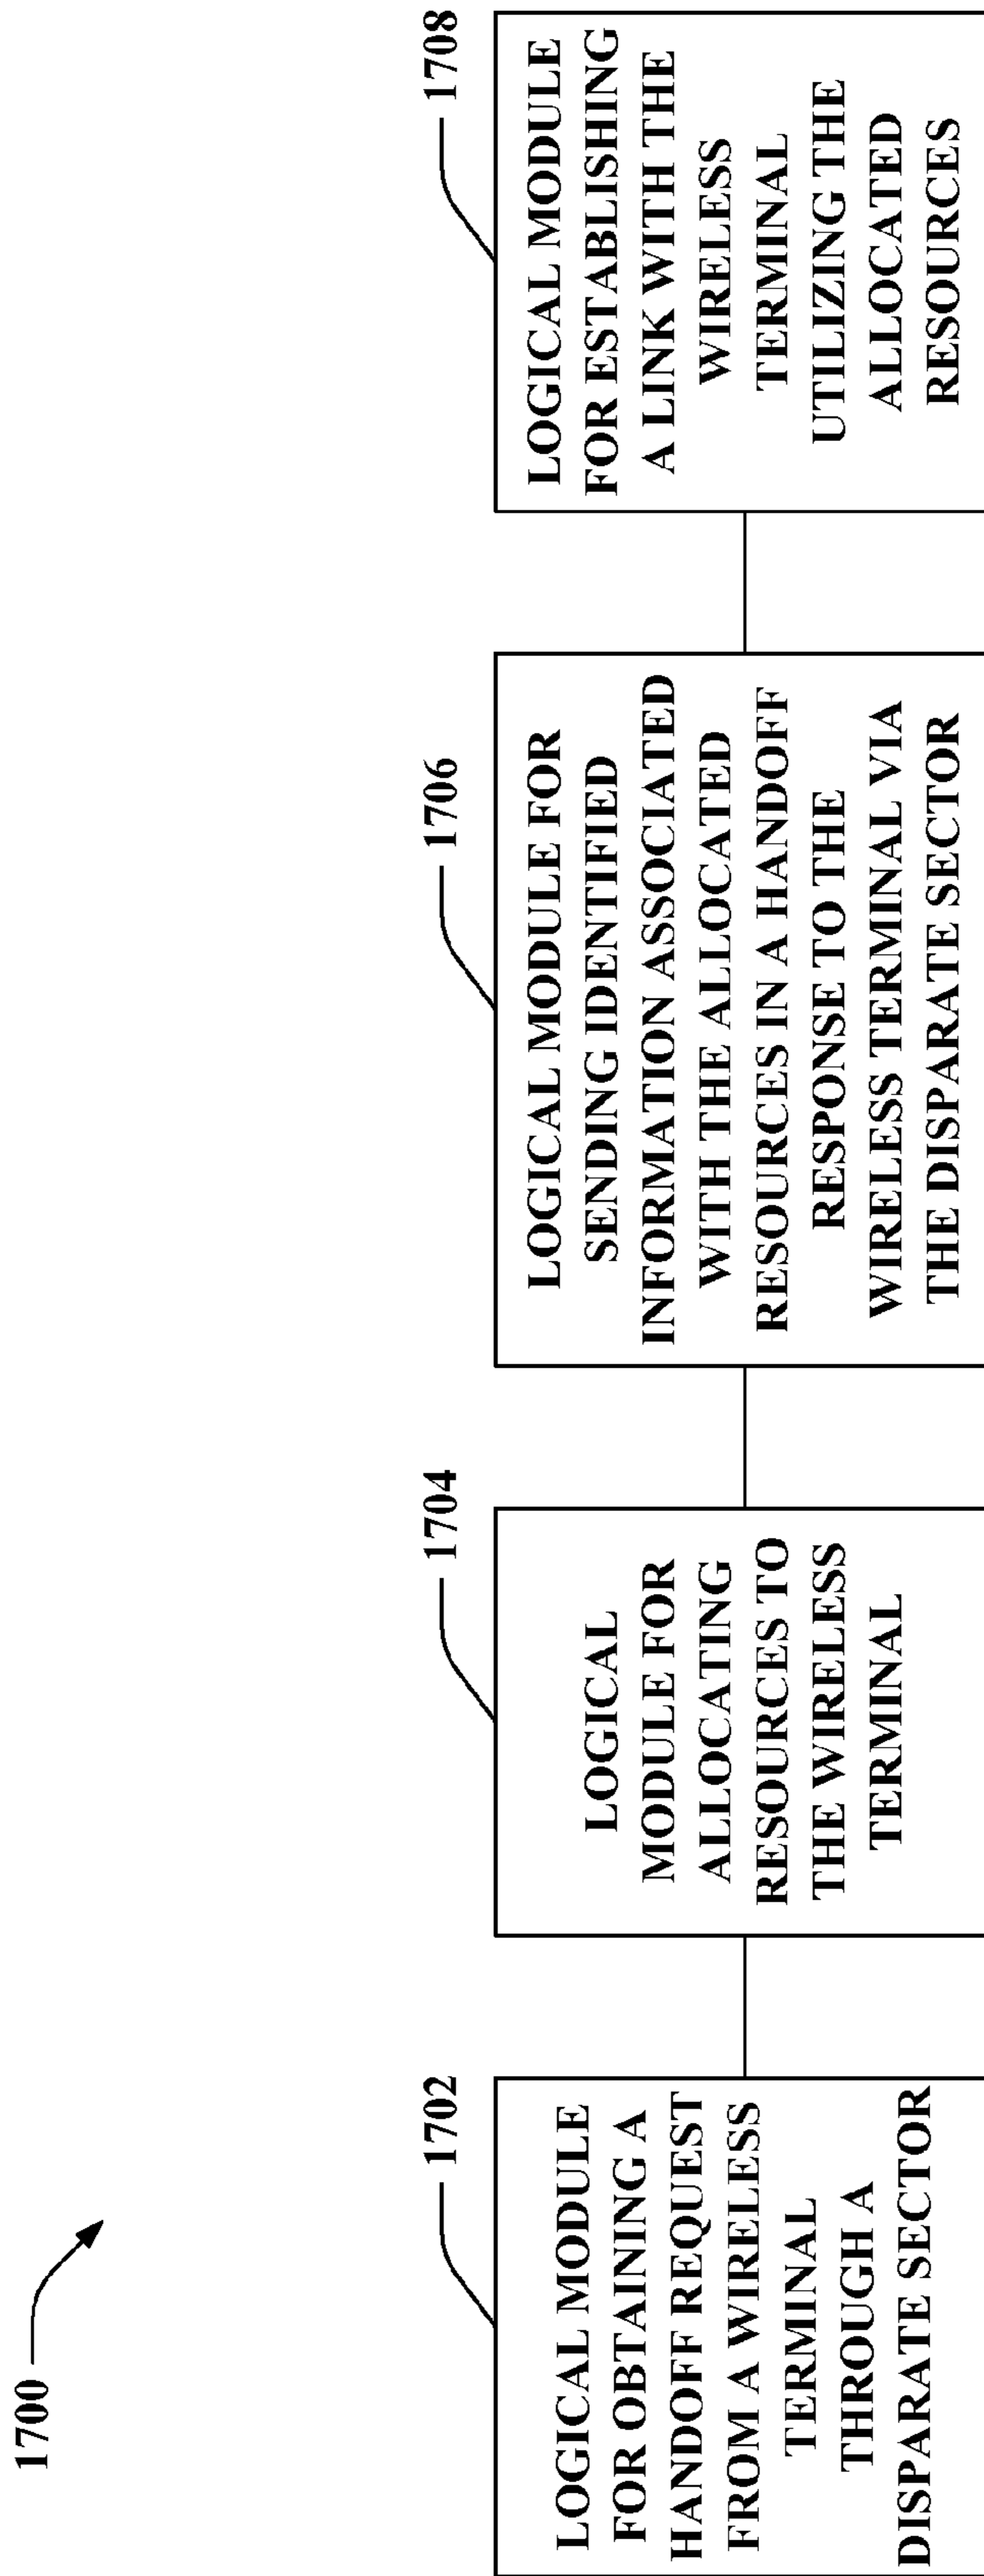 1700
1702
LOGICAL MODULE
FOR OBTAINING A
HANDOFF REQUEST
FROM A WIRELESS
TERMINAL
THROUGH A
DISPARATE SECTOR
1704
LOGICAL
MODULE FOR
ALLOCATING
RESOURCES TO
THE WIRELESS
TERMINAL
1706
LOGICAL MODULE FOR
SENDING IDENTIFIED
INFORMATION ASSOCIATED
WITH THE ALLOCATED
RESOURCES IN A HANDOFF
RESPONSE TO THE
WIRELESS TERMINAL VIA
THE DISPARATE SECTOR
1708
LOGICAL MODULE
FOR ESTABLISHING
A LINK WITH THE
WIRELESS
TERMINAL
UTILIZING THE
ALLOCATED
RESOURCES